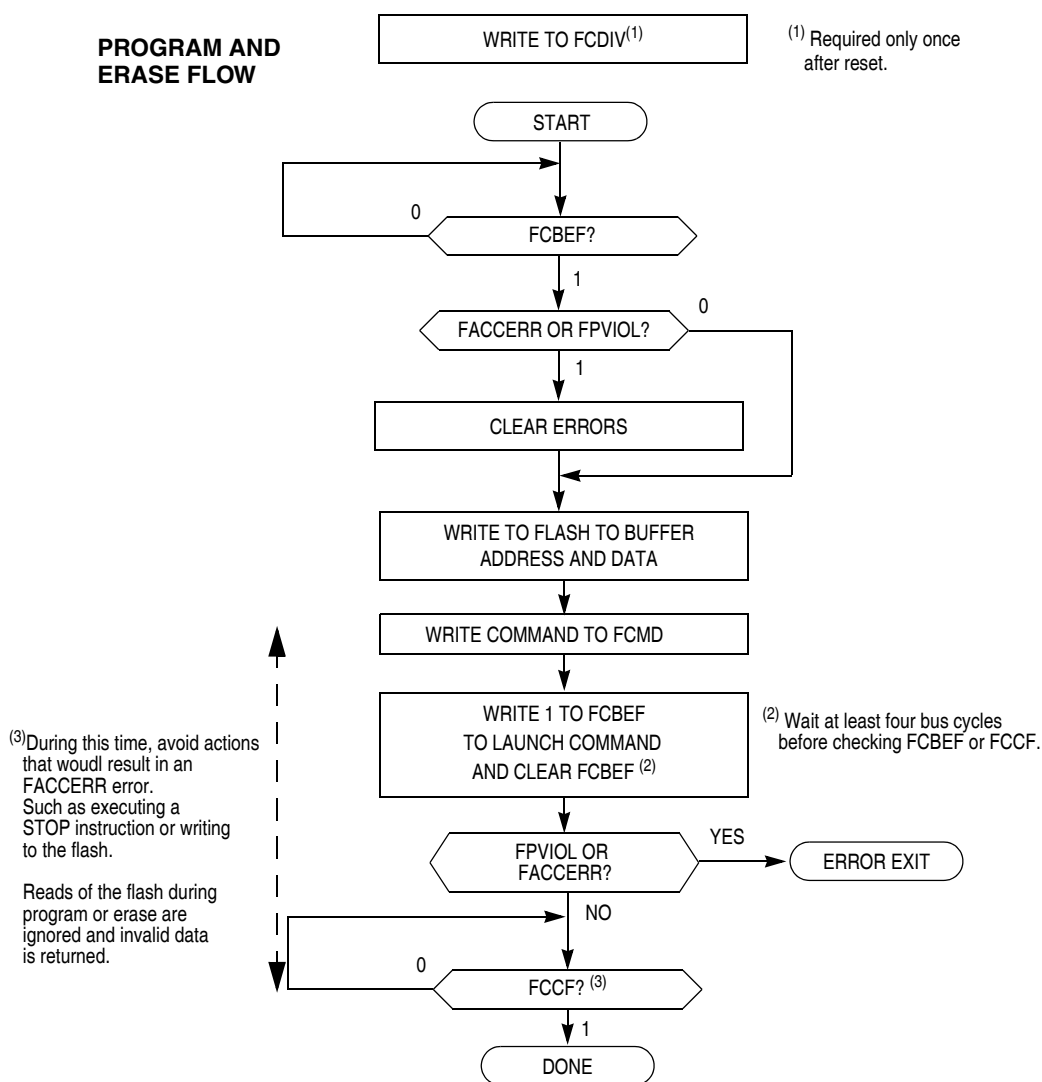 PROGRAM AND
ERASE FLOW
WRITE TO FCDIV(1)
(1) Required only once
after reset.
START
0
FCBEF?
1
0
FACCERR OR FPVIOL?
1
CLEAR ERRORS
WRITE TO FLASH TO BUFFER
ADDRESS AND DATA
WRITE COMMAND TO FCMD
WRITE 1 TO FCBEF
TO LAUNCH COMMAND
AND CLEAR FCBEF (2)
(2) Wait at least four bus cycles
before checking FCBEF or FCCF.
(3)During this time, avoid actions
that woudl result in an
FACCERR error.
Such as executing a
STOP instruction or writing
to the flash.
Reads of the flash during
program or erase are
ignored and invalid data
is returned.
FPVIOL OR
FACCERR?
YES
ERROR EXIT
NO
0
FCCF? (3)
1
DONE